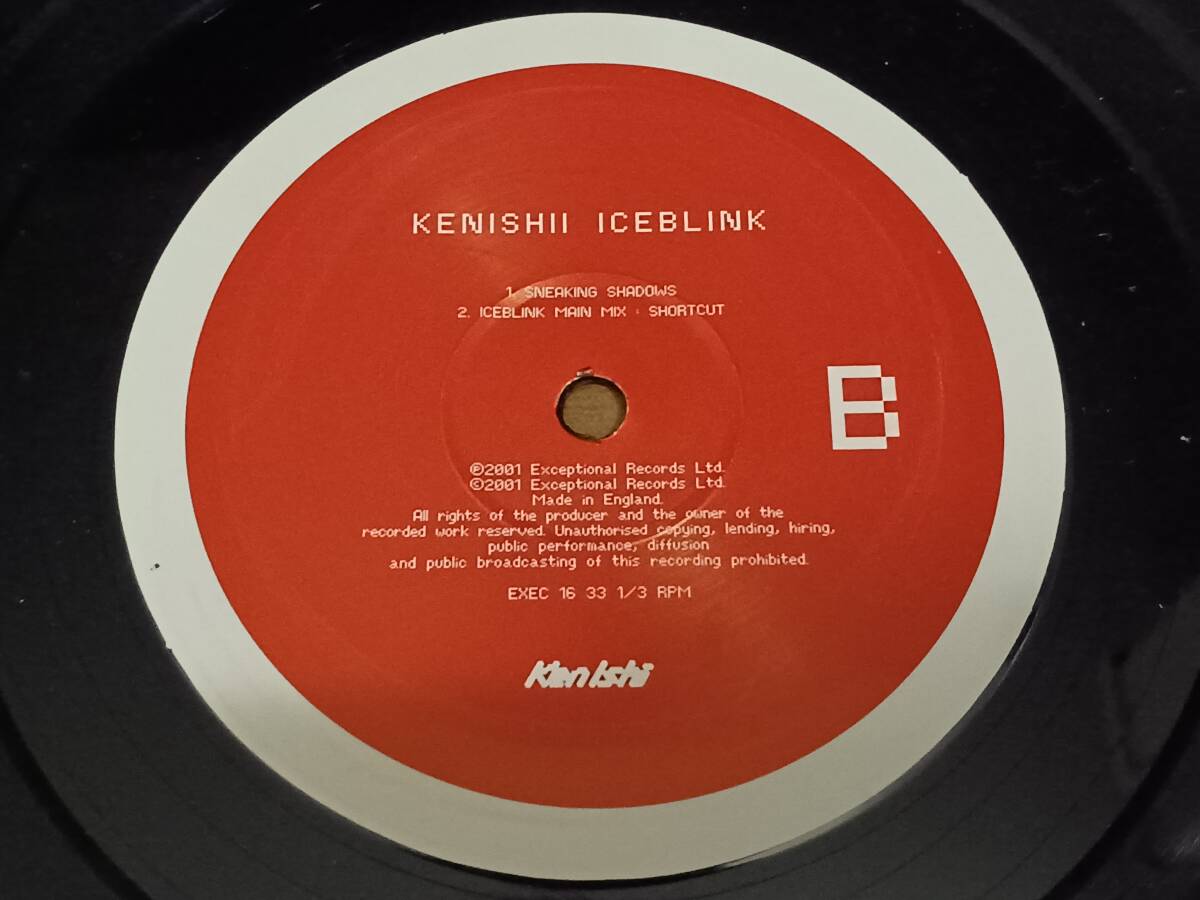 KENISHII ICEBLINK
1. SNEAKING SHADOWS
2. ICEBLINK MAIN MIX : SHORTCUT
B
℗2001 Exceptional Records Ltd.
©2001 Exceptional Records Ltd.
Made in England.
All rights of the producer and the owner of the
recorded work reserved. Unauthorised copying, lending, hiring,
public performance, diffusion
and public broadcasting of this recording prohibited.
EXEC 16 33 1/3 RPM
Ken Ishii